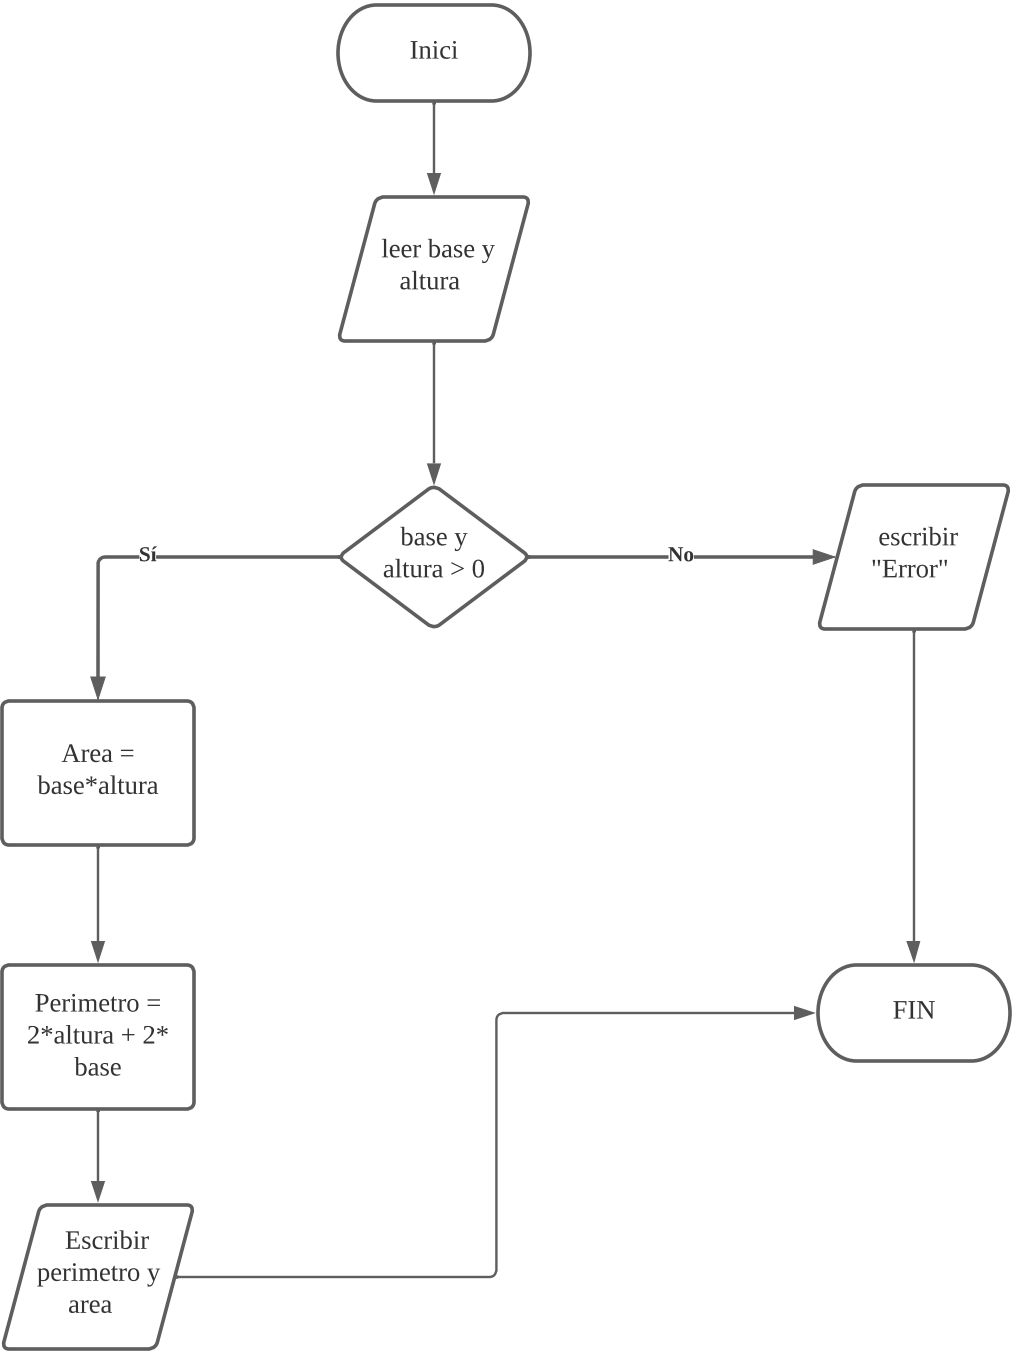 Inici
leer base y
altura
base y
altura > 0
Sí
No
escribir
"Error"
Area =
base*altura
Perimetro =
2*altura + 2*
base
FIN
Escribir
perimetro y
area